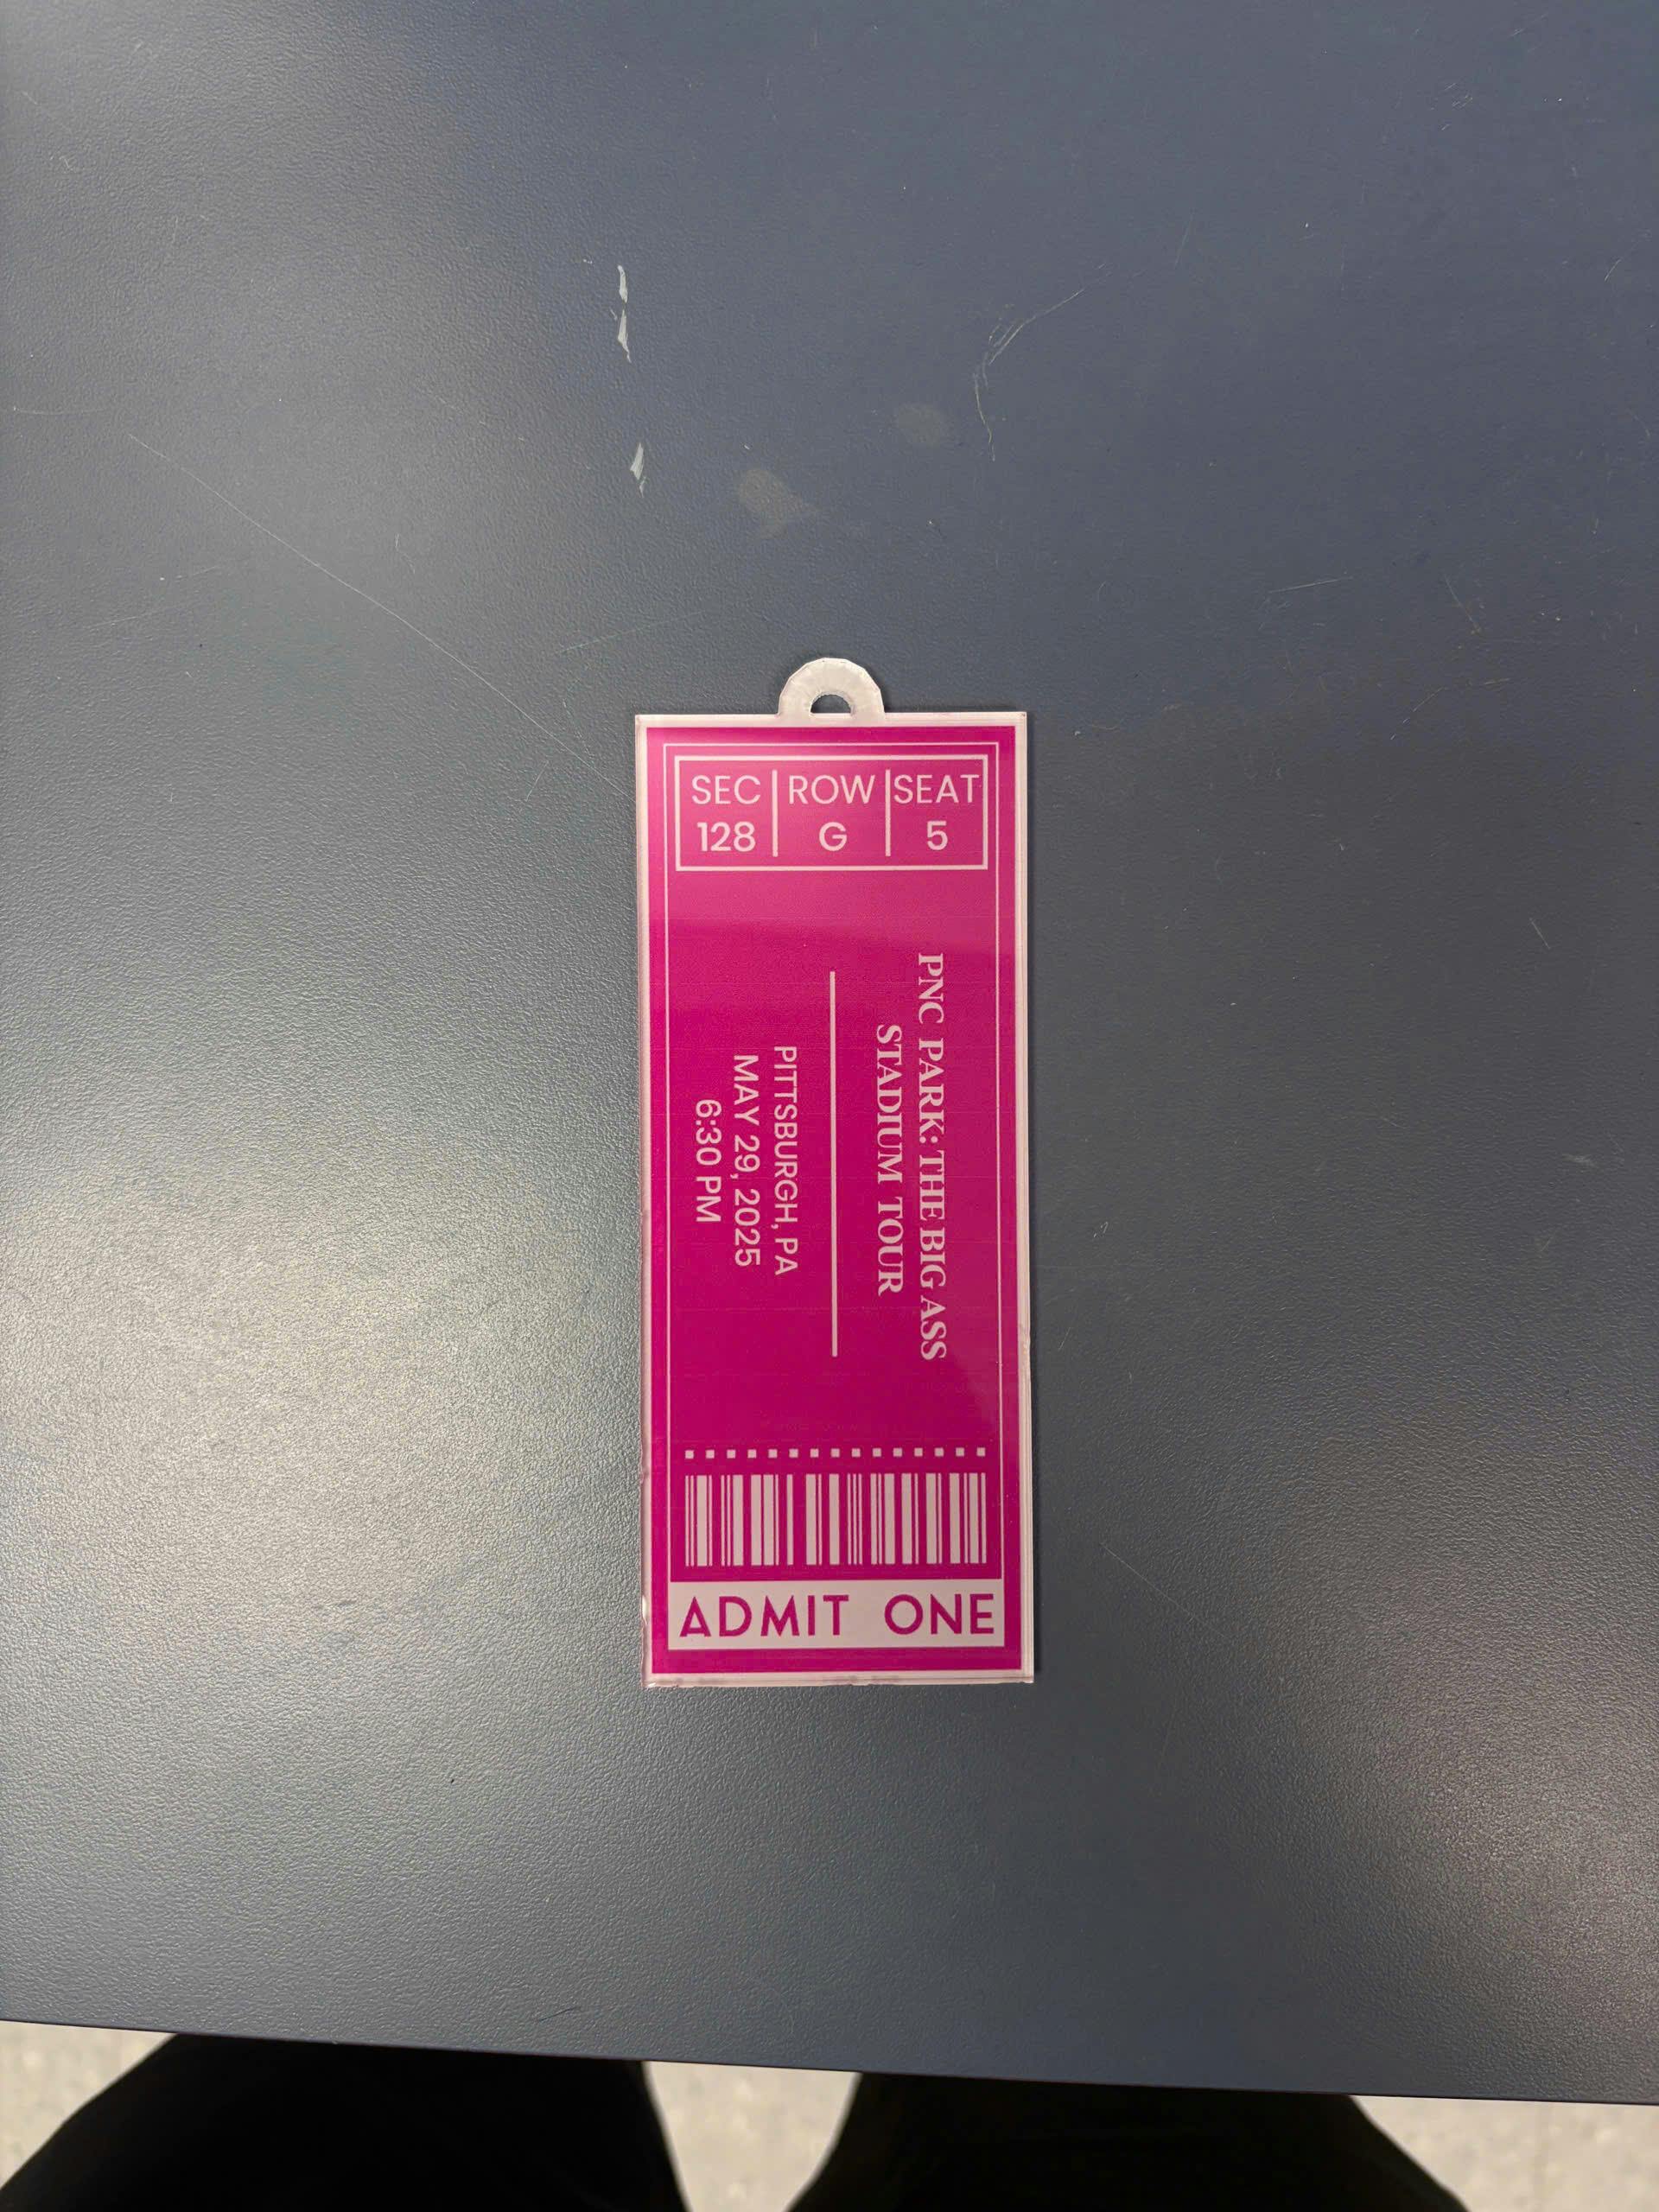 SEC ROW SEAT
128 G 5
PNC PARK: THE BIG ASS
STADIUM TOUR
PITTSBURGH, PA
MAY 29, 2025
6:30 PM
ADMIT ONE